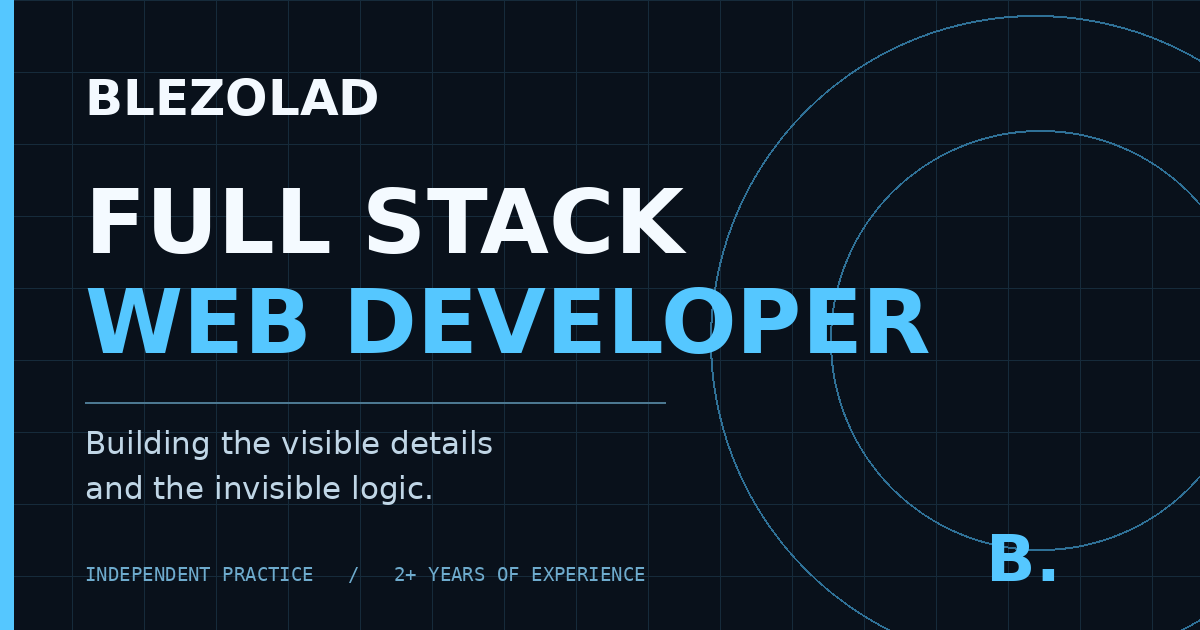 BLEZOLAD
FULL STACK
WEB DEVELOPER
Building the visible details
and the invisible logic.
INDEPENDENT PRACTICE / 2+ YEARS OF EXPERIENCE
B.